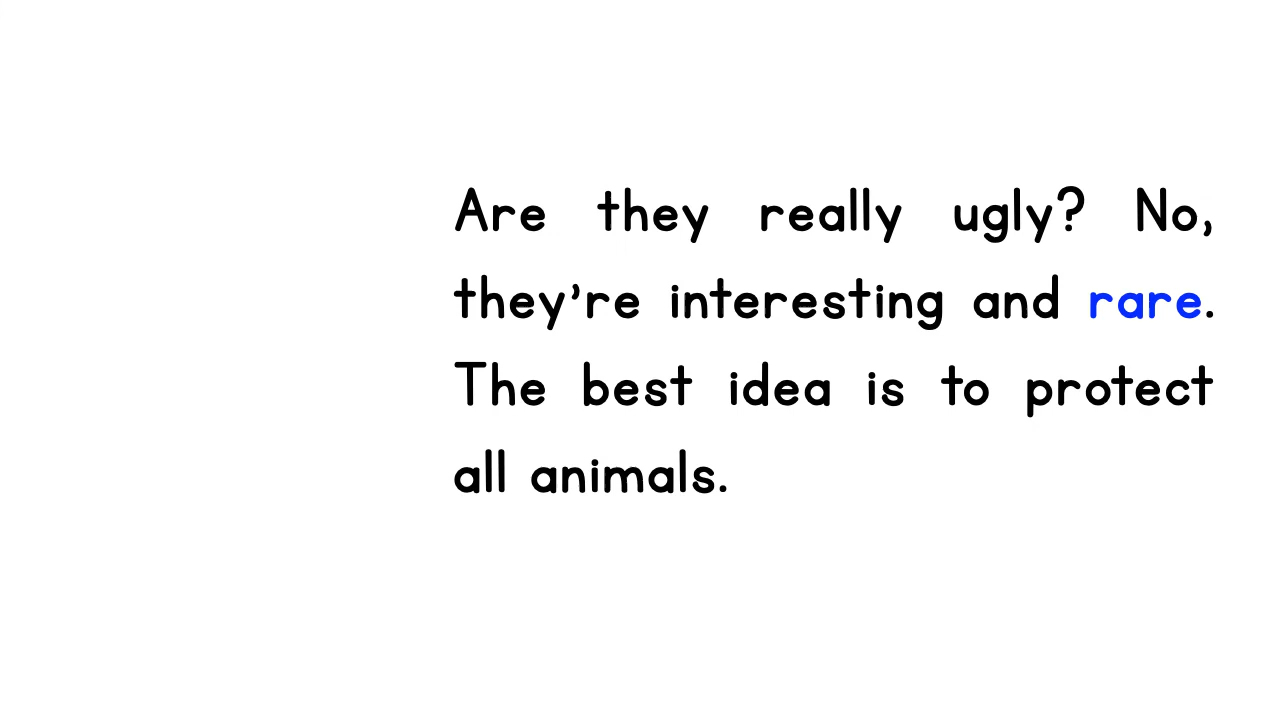 Are they really ugly? No,
they’re interesting and rare.
The best idea is to protect
all animals.